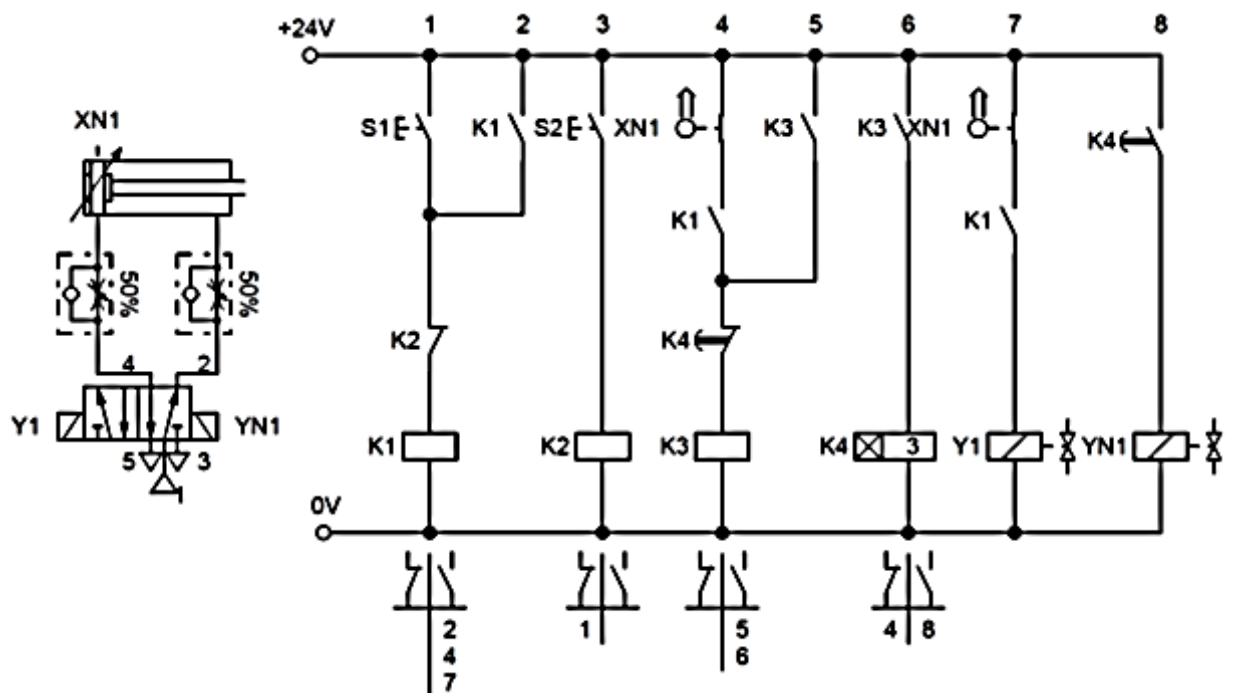 1 2 3 4 5 6 7 8
+24V
XN1
S1 K1 S2 XN1 K3 K3 XN1 K4
K1 K1
50% 50%
K2 K4
4 2
Y1 YN1
K1 K2 K3 K4 3 Y1 YN1
5 3
0V
2 1 5 4 8
4 6
7